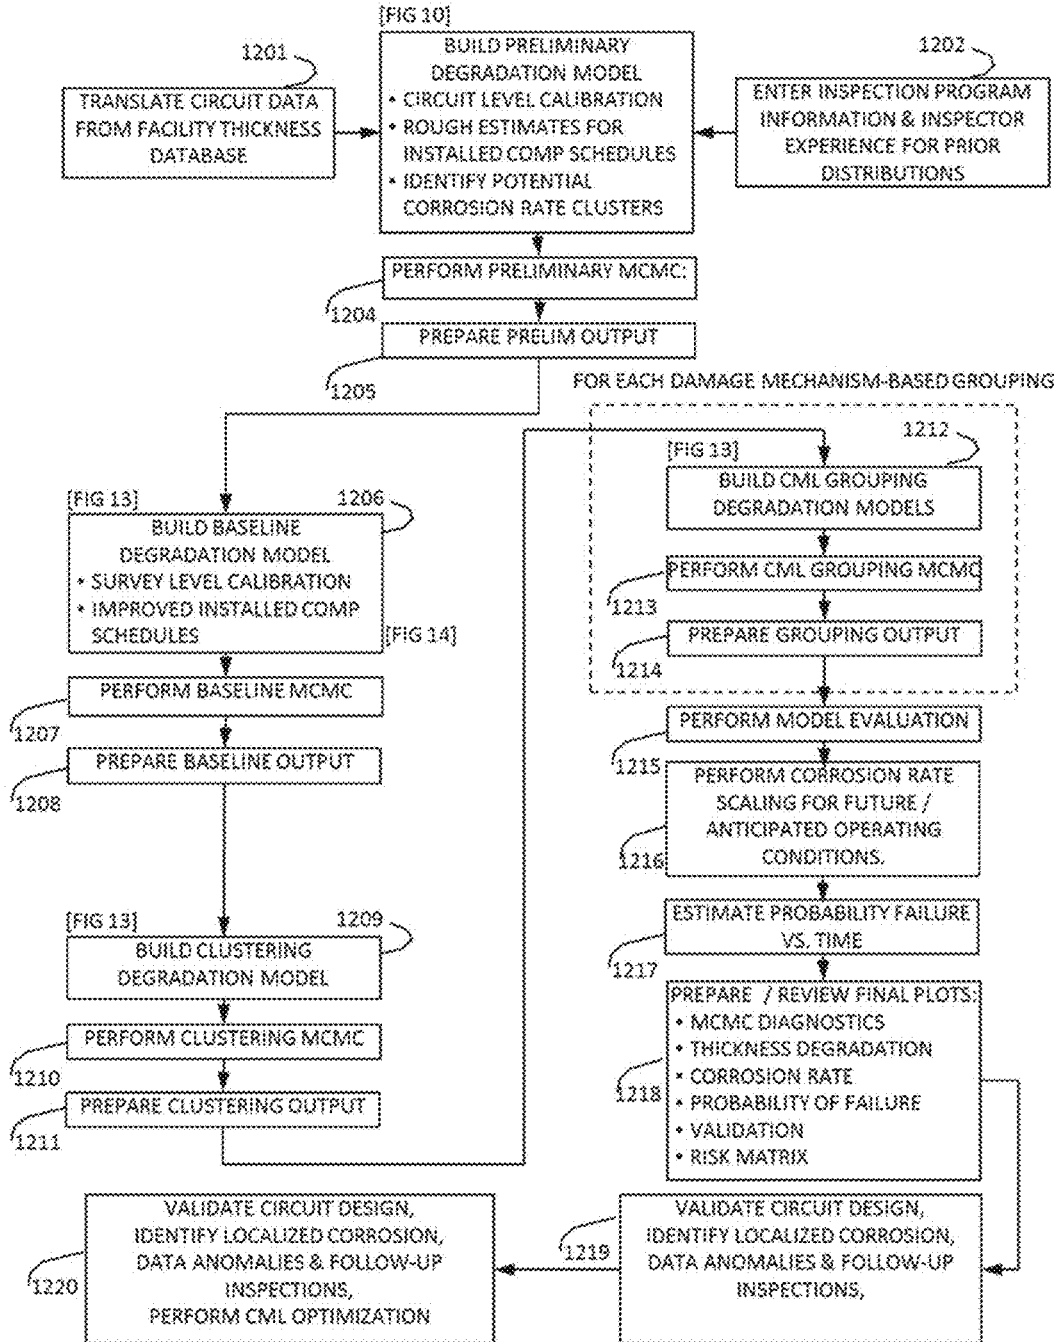 [FIG 10]
1201
TRANSLATE CIRCUIT DATA
FROM FACILITY THICKNESS
DATABASE
BUILD PRELIMINARY
DEGRADATION MODEL
• CIRCUIT LEVEL CALIBRATION
• ROUGH ESTIMATES FOR
INSTALLED COMP SCHEDULES
• IDENTIFY POTENTIAL
CORROSION RATE CLUSTERS
1202
ENTER INSPECTION PROGRAM
INFORMATION & INSPECTOR
EXPERIENCE FOR PRIOR
DISTRIBUTIONS
PERFORM PRELIMINARY MCMC:
1204
PREPARE PRELIM OUTPUT
1205
[FIG 13]
1206
BUILD BASELINE
DEGRADATION MODEL
• SURVEY LEVEL CALIBRATION
• IMPROVED INSTALLED COMP
SCHEDULES
[FIG 14]
PERFORM BASELINE MCMC
1207
PREPARE BASELINE OUTPUT
1208
[FIG 13]
1209
BUILD CLUSTERING
DEGRADATION MODEL
PERFORM CLUSTERING MCMC
1210
PREPARE CLUSTERING OUTPUT
1211
FOR EACH DAMAGE MECHANISM-BASED GROUPING
1212
[FIG 13]
BUILD CML GROUPING
DEGRADATION MODELS
PERFORM CML GROUPING MCMC
1213
PREPARE GROUPING OUTPUT
1214
PERFORM MODEL EVALUATION
1215
PERFORM CORROSION RATE
SCALING FOR FUTURE /
ANTICIPATED OPERATING
CONDITIONS.
1216
ESTIMATE PROBABILITY FAILURE
VS. TIME
1217
PREPARE / REVIEW FINAL PLOTS:
• MCMC DIAGNOSTICS
• THICKNESS DEGRADATION
• CORROSION RATE
• PROBABILITY OF FAILURE
• VALIDATION
• RISK MATRIX
1218
VALIDATE CIRCUIT DESIGN,
IDENTIFY LOCALIZED CORROSION,
DATA ANOMALIES & FOLLOW-UP
INSPECTIONS,
1219
VALIDATE CIRCUIT DESIGN,
IDENTIFY LOCALIZED CORROSION,
DATA ANOMALIES & FOLLOW-UP
INSPECTIONS,
PERFORM CML OPTIMIZATION
1220